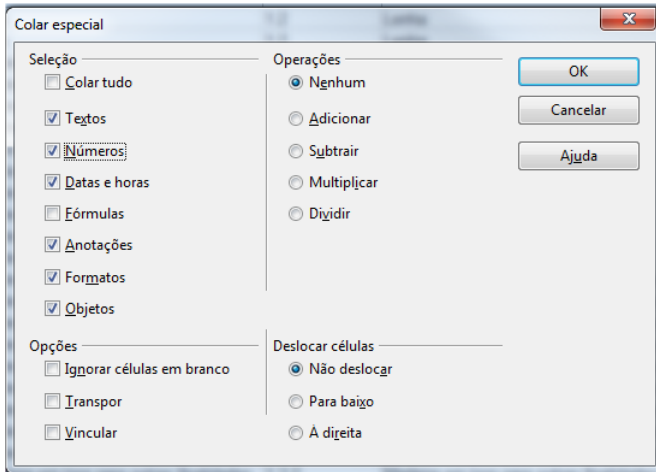 Colar especial
Seleção
Colar tudo
Textos
Números
Datas e horas
Fórmulas
Anotações
Formatos
Objetos
Operações
Nenhum
Adicionar
Subtrair
Multiplicar
Dividir
OK
Cancelar
Ajuda
Opções
Ignorar células em branco
Transpor
Vincular
Deslocar células
Não deslocar
Para baixo
À direita